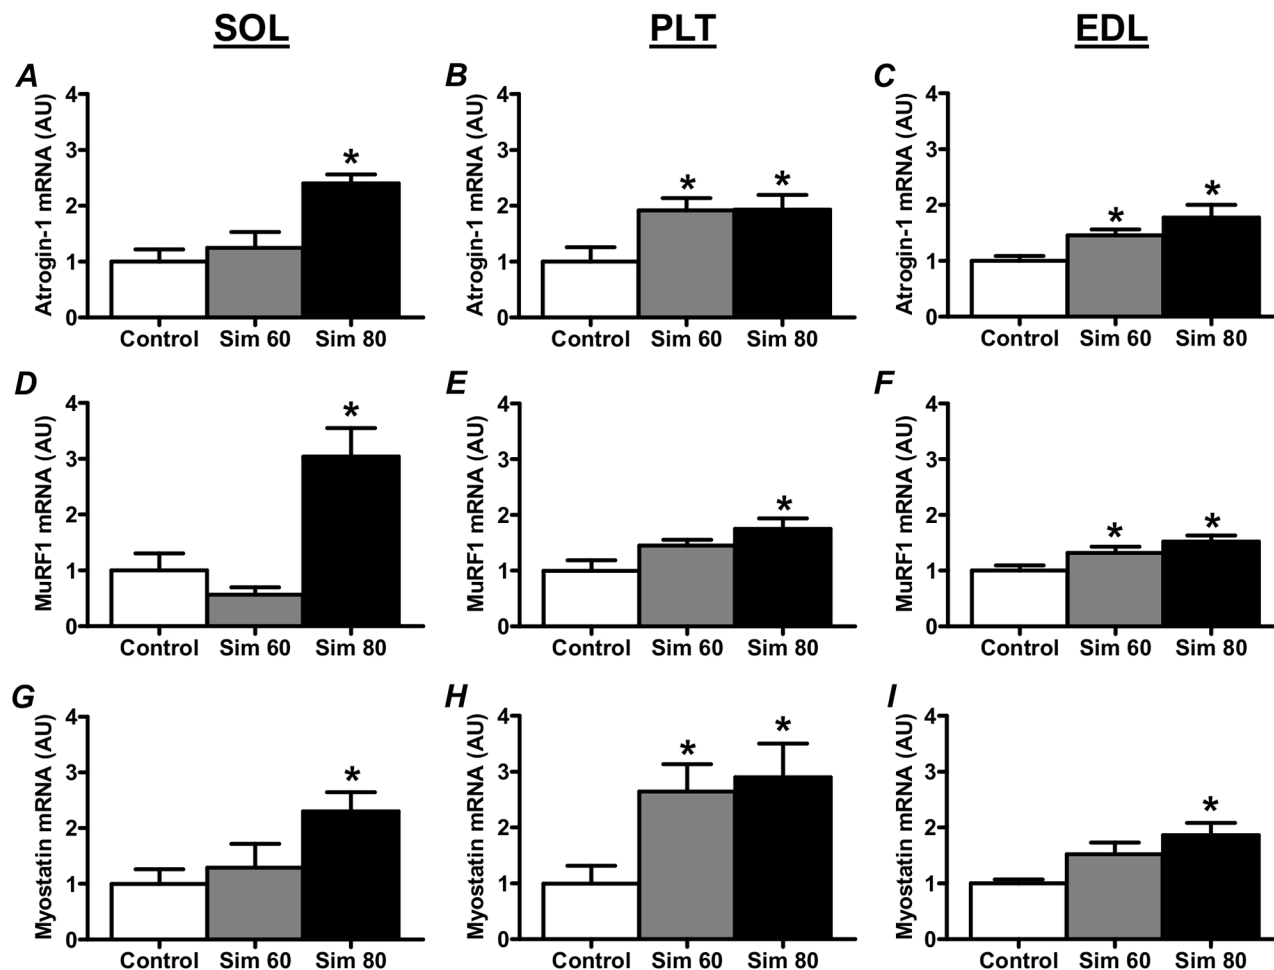 SOL PLT EDL
A B C
Atrogin-1 mRNA (AU) Atrogin-1 mRNA (AU) Atrogin-1 mRNA (AU)
4 4 4
3 3 3
* * * * *
2 2 2
1 1 1
0 0 0
Control Sim 60 Sim 80 Control Sim 60 Sim 80 Control Sim 60 Sim 80
D E F
MuRF1 mRNA (AU) MuRF1 mRNA (AU) MuRF1 mRNA (AU)
4 4 4
* * * *
3 3 3
2 2 2
1 1 1
0 0 0
Control Sim 60 Sim 80 Control Sim 60 Sim 80 Control Sim 60 Sim 80
G H I
Myostatin mRNA (AU) Myostatin mRNA (AU) Myostatin mRNA (AU)
4 4 4
* * * *
3 3 3
2 2 2
1 1 1
0 0 0
Control Sim 60 Sim 80 Control Sim 60 Sim 80 Control Sim 60 Sim 80